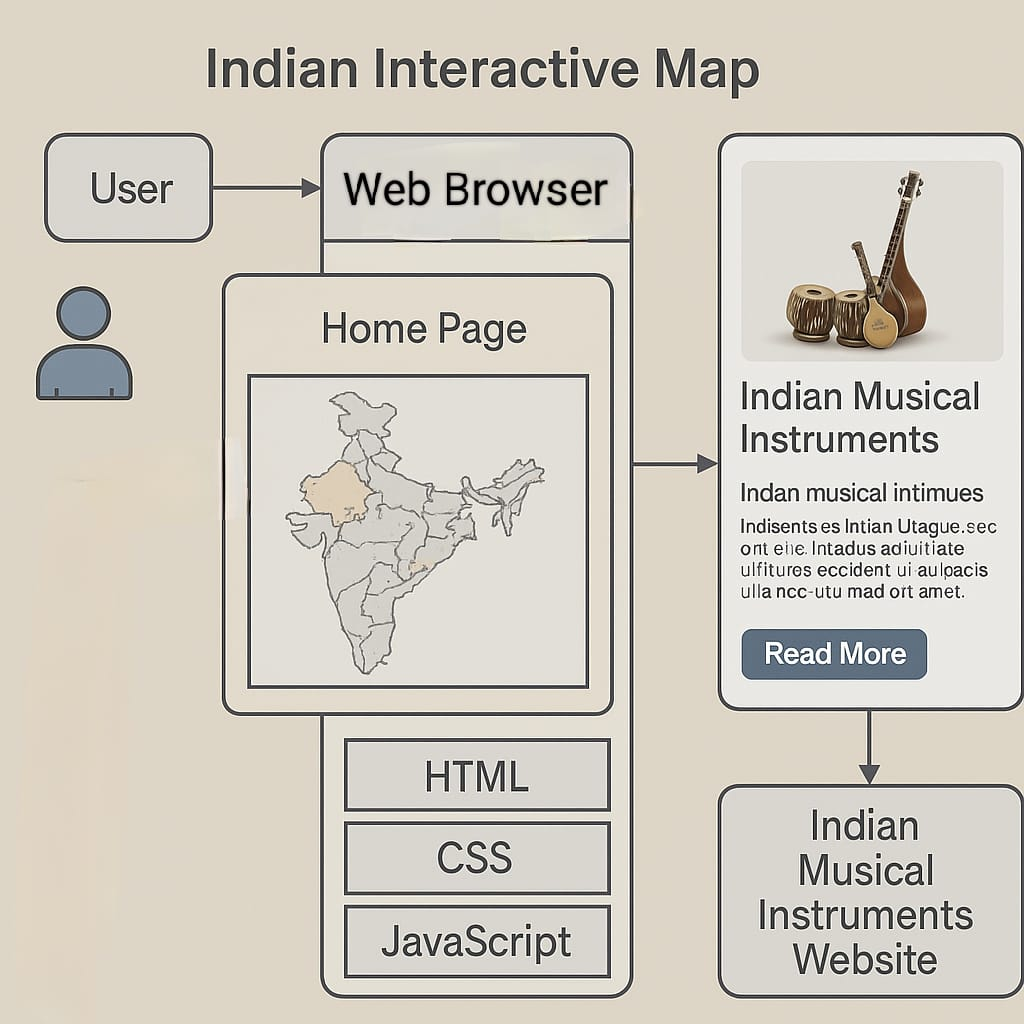 Indian Interactive Map
User
Web Browser
Home Page
HTML
CSS
JavaScript
Indian Musical
Instruments
Indan musical intimues
Indisents es Intian Utague.sec
ort Intadus adiuitiate
ulfitures eccident ui aulpacis
ulla ncc-utu mad ort amet.
Read More
Indian
Musical
Instruments
Website